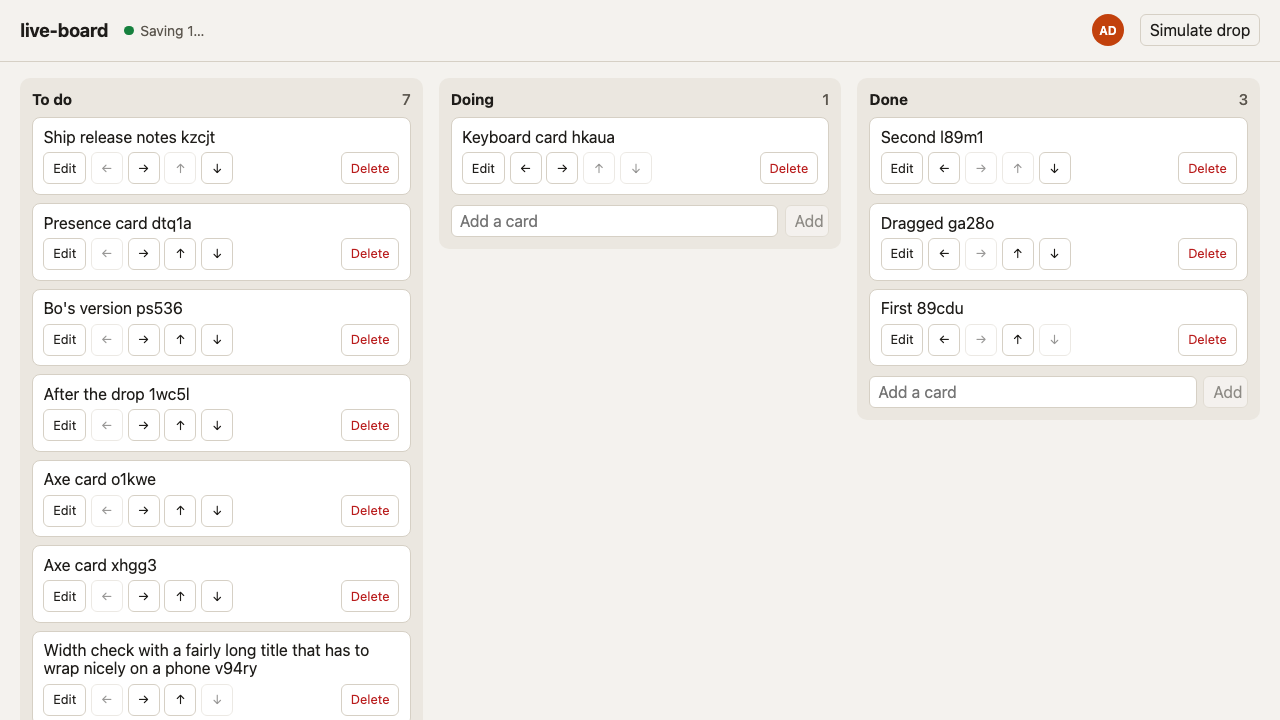 live-board
Saving 1…
AD
Simulate drop
To do 7
Ship release notes kzcjt
Edit ← → ↑ ↓ Delete
Presence card dtq1a
Edit ← → ↑ ↓ Delete
Bo's version ps536
Edit ← → ↑ ↓ Delete
After the drop 1wc5l
Edit ← → ↑ ↓ Delete
Axe card o1kwe
Edit ← → ↑ ↓ Delete
Axe card xhgg3
Edit ← → ↑ ↓ Delete
Width check with a fairly long title that has to
wrap nicely on a phone v94ry
Edit ← → ↑ ↓ Delete
Doing 1
Keyboard card hkaua
Edit ← → ↑ ↓ Delete
Add a card Add
Done 3
Second l89m1
Edit ← → ↑ ↓ Delete
Dragged ga28o
Edit ← → ↑ ↓ Delete
First 89cdu
Edit ← → ↑ ↓ Delete
Add a card Add